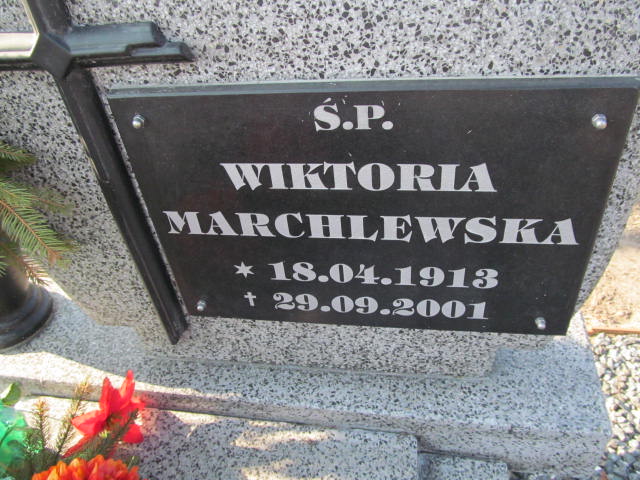 Ś.P.
WIKTORIA
MARCHLEWSKA
* 18.04.1913
† 29.09.2001